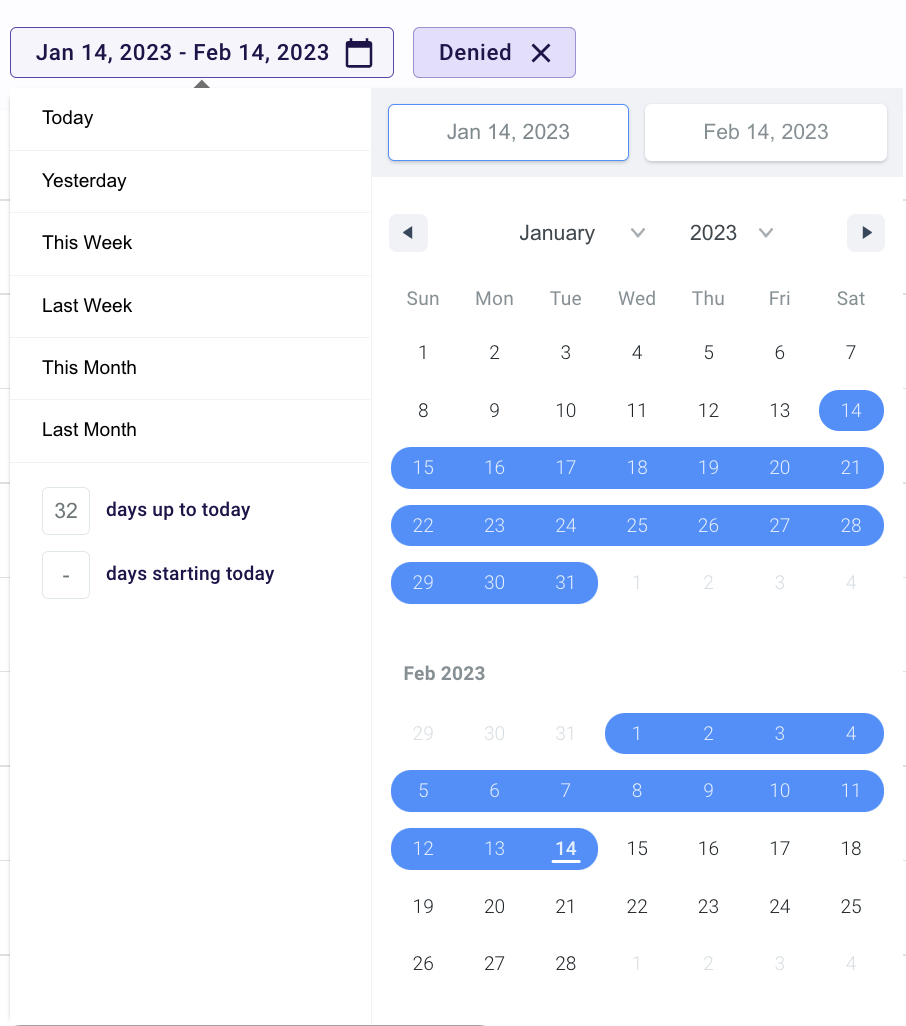 Jan 14, 2023 - Feb 14, 2023
Denied
Today
Yesterday
This Week
Last Week
This Month
Last Month
32 days up to today
- days starting today
Jan 14, 2023 Feb 14, 2023
January 2023
Sun Mon Tue Wed Thu Fri Sat
1 2 3 4 5 6 7
8 9 10 11 12 13 14
15 16 17 18 19 20 21
22 23 24 25 26 27 28
29 30 31 1 2 3 4
Feb 2023
29 30 31 1 2 3 4
5 6 7 8 9 10 11
12 13 14 15 16 17 18
19 20 21 22 23 24 25
26 27 28 1 2 3 4